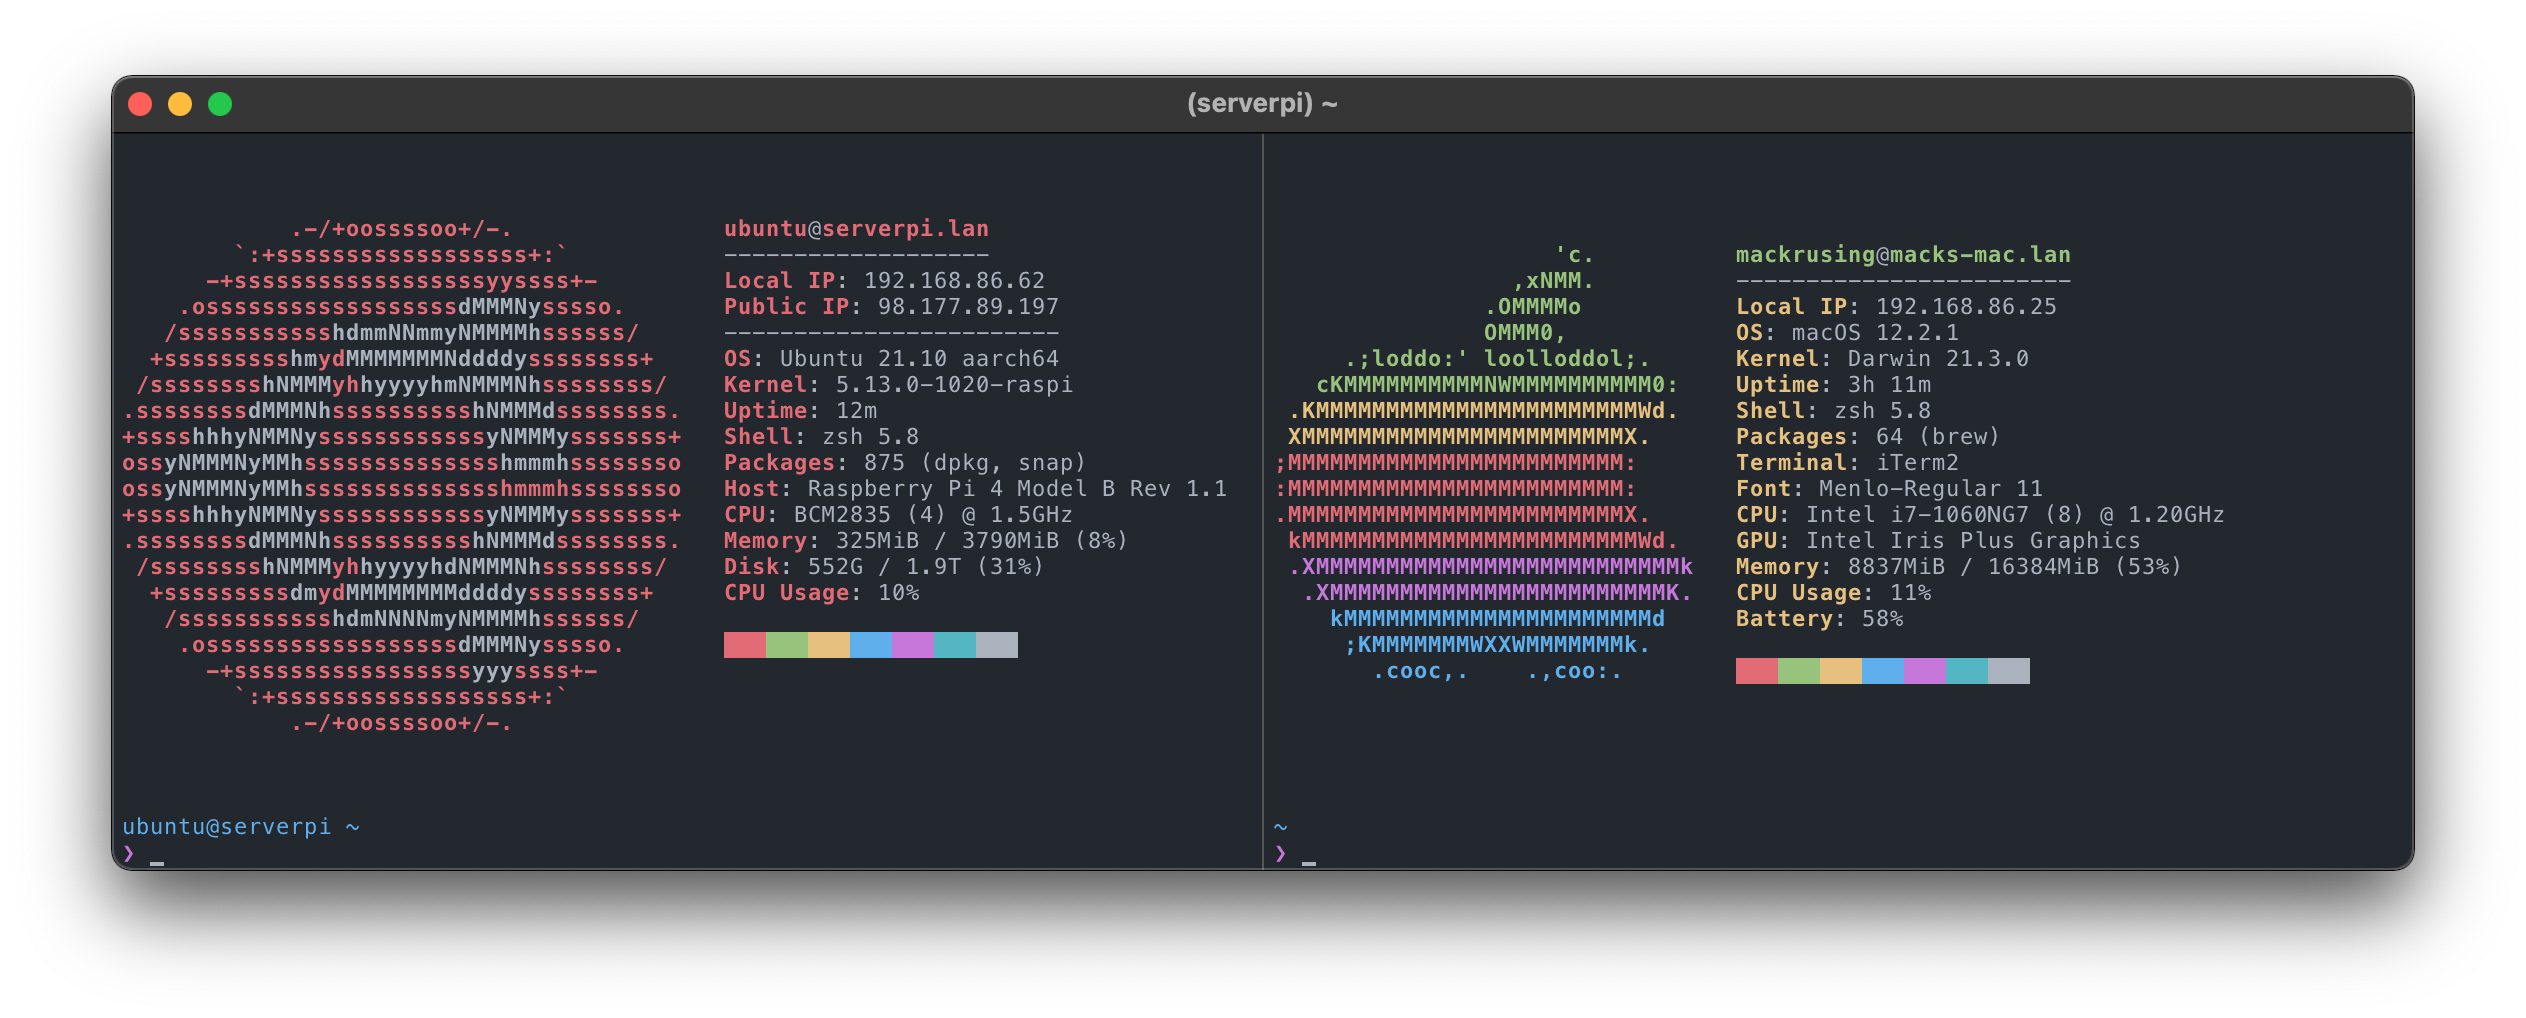 (serverpi) ~
            .-/+oossssoo+/-.
        `:+ssssssssssssssssss+:`
      -+ssssssssssssssssssyyssss+-
    .ossssssssssssssssssdMMMNysssso.
   /ssssssssssshdmmNNmmyNMMMMhssssss/
  +ssssssssshmydMMMMMMMNddddyssssssss+
 /sssssssshNMMMyhhyyyyhmNMMMNhssssssss/
.ssssssssdMMMNhsssssssssshNMMMdssssssss.
+sssshhhyNMMNyssssssssssssyNMMMysssssss+
ossyNMMMNyMMhsssssssssssssshmmmhssssssso
ossyNMMMNyMMhsssssssssssssshmmmhssssssso
+sssshhhyNMMNyssssssssssssyNMMMysssssss+
.ssssssssdMMMNhsssssssssshNMMMdssssssss.
 /sssssssshNMMMyhhyyyyhdNMMMNhssssssss/
  +sssssssssdmydMMMMMMMMddddyssssssss+
   /ssssssssssshdmNNNNmyNMMMMhssssss/
    .ossssssssssssssssssdMMMNysssso.
      -+sssssssssssssssssyyyssss+-
        `:+ssssssssssssssssss+:`
            .-/+oossssoo+/-.
ubuntu@serverpi.lan
-------------------
Local IP: 192.168.86.62
Public IP: 98.177.89.197
------------------------
OS: Ubuntu 21.10 aarch64
Kernel: 5.13.0-1020-raspi
Uptime: 12m
Shell: zsh 5.8
Packages: 875 (dpkg, snap)
Host: Raspberry Pi 4 Model B Rev 1.1
CPU: BCM2835 (4) @ 1.5GHz
Memory: 325MiB / 3790MiB (8%)
Disk: 552G / 1.9T (31%)
CPU Usage: 10%
ubuntu@serverpi ~
❯ _
                    'c.
                 ,xNMM.
               .OMMMMo
               OMMM0,
     .;loddo:' loolloddol;.
   cKMMMMMMMMMMNWMMMMMMMMMM0:
 .KMMMMMMMMMMMMMMMMMMMMMMMWd.
 XMMMMMMMMMMMMMMMMMMMMMMMX.
;MMMMMMMMMMMMMMMMMMMMMMMM:
:MMMMMMMMMMMMMMMMMMMMMMMM:
.MMMMMMMMMMMMMMMMMMMMMMMMX.
 kMMMMMMMMMMMMMMMMMMMMMMMMWd.
 .XMMMMMMMMMMMMMMMMMMMMMMMMMMk
  .XMMMMMMMMMMMMMMMMMMMMMMMMK.
    kMMMMMMMMMMMMMMMMMMMMMMd
     ;KMMMMMMMWXXWMMMMMMMk.
       .cooc,.    .,coo:.
mackrusing@macks-mac.lan
------------------------
Local IP: 192.168.86.25
OS: macOS 12.2.1
Kernel: Darwin 21.3.0
Uptime: 3h 11m
Shell: zsh 5.8
Packages: 64 (brew)
Terminal: iTerm2
Font: Menlo-Regular 11
CPU: Intel i7-1060NG7 (8) @ 1.20GHz
GPU: Intel Iris Plus Graphics
Memory: 8837MiB / 16384MiB (53%)
CPU Usage: 11%
Battery: 58%
~
❯ _